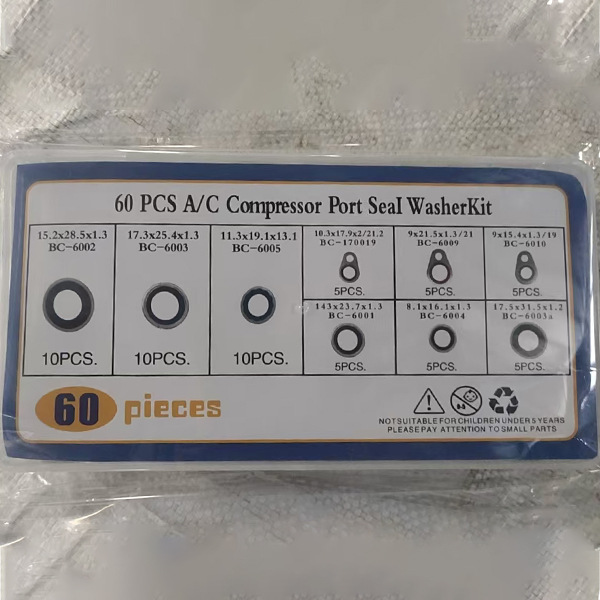 60 PCS A/C Compressor Port Seal WasherKit
15.2x28.5x1.3
BC-6002
10PCS.
17.3x25.4x1.3
BC-6003
10PCS.
11.3x19.1x13.1
BC-6005
10PCS.
10.3x17.9x2/21.2
BC-170019
5PCS.
9x21.5x1.3/21
BC-6009
5PCS.
9x15.4x1.3/19
BC-6010
5PCS.
143x23.7x1.3
BC-6001
5PCS.
8.1x16.1x1.3
BC-6004
5PCS.
17.5x31.5x1.2
BC-6003a
5PCS.
60 pieces
0-3
NOT SUITABLE FOR CHILDREN UNDER 5 YEARS
PLEASE PAY ATTENTION TO SMALL PARTS